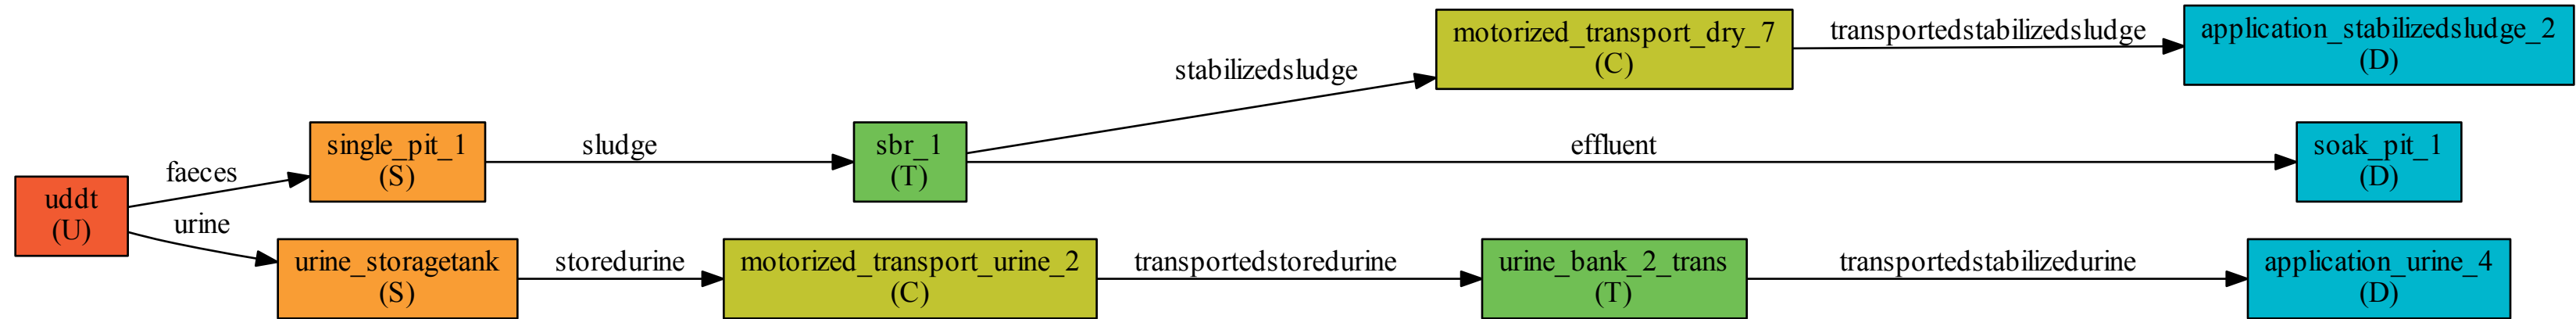 motorized_transport_dry_7
(C)
transportedstabilizedsludge
application_stabilizedsludge_2
(D)
stabilizedsludge
single_pit_1
(S)
sludge
sbr_1
(T)
effluent
soak_pit_1
(D)
faeces
uddt
(U)
urine
urine_storagetank
(S)
storedurine
motorized_transport_urine_2
(C)
transportedstoredurine
urine_bank_2_trans
(T)
transportedstabilizedurine
application_urine_4
(D)